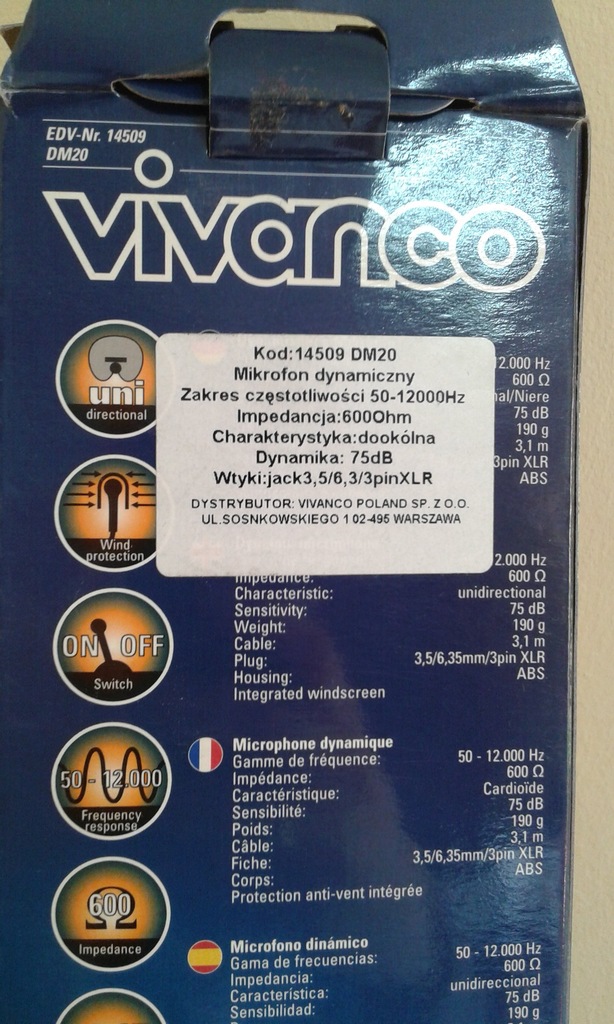 EDV-Nr. 14509
DM20
vivanco
uni
directional
Wind
protection
ON OFF
Switch
50 - 12.000
Frequency
response
600
Impedance
Kod:14509 DM20
Mikrofon dynamiczny
Zakres częstotliwości 50-12000Hz
Impedancja:600Ohm
Charakterystyka:dookólna
Dynamika: 75dB
Wtyki:jack3,5/6,3/3pinXLR
DYSTRYBUTOR: VIVANCO POLAND SP. Z O.O.
UL.SOSNKOWSKIEGO 1 02-495 WARSZAWA
12.000 Hz
600 Ω
nal/Niere
75 dB
190 g
3,1 m
3pin XLR
ABS
2.000 Hz
Impedance: 600 Ω
Characteristic: unidirectional
Sensitivity: 75 dB
Weight: 190 g
Cable: 3,1 m
Plug: 3,5/6,35mm/3pin XLR
Housing: ABS
Integrated windscreen
Microphone dynamique
Gamme de fréquence: 50 - 12.000 Hz
Impédance: 600 Ω
Caractéristique: Cardioïde
Sensibilité: 75 dB
Poids: 190 g
Câble: 3,1 m
Fiche: 3,5/6,35mm/3pin XLR
Corps: ABS
Protection anti-vent intégrée
Microfono dinámico
Gama de frecuencias: 50 - 12.000 Hz
Impedancia: 600 Ω
Característica: unidireccional
Sensibilidad: 75 dB
190 g